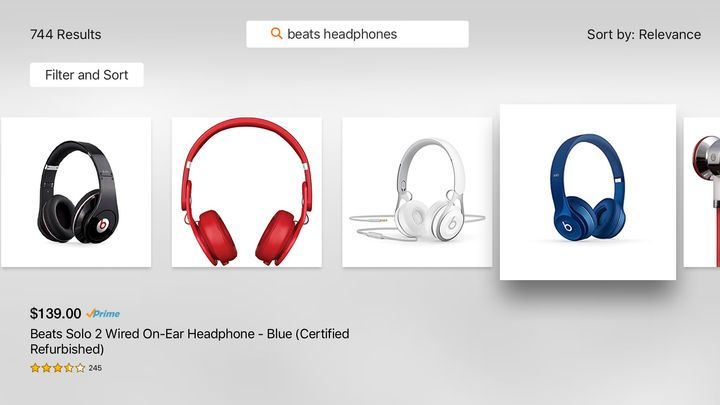 744 Results
beats headphones
Sort by: Relevance
Filter and Sort
$139.00 Prime
Beats Solo 2 Wired On-Ear Headphone - Blue (Certified
Refurbished)
245